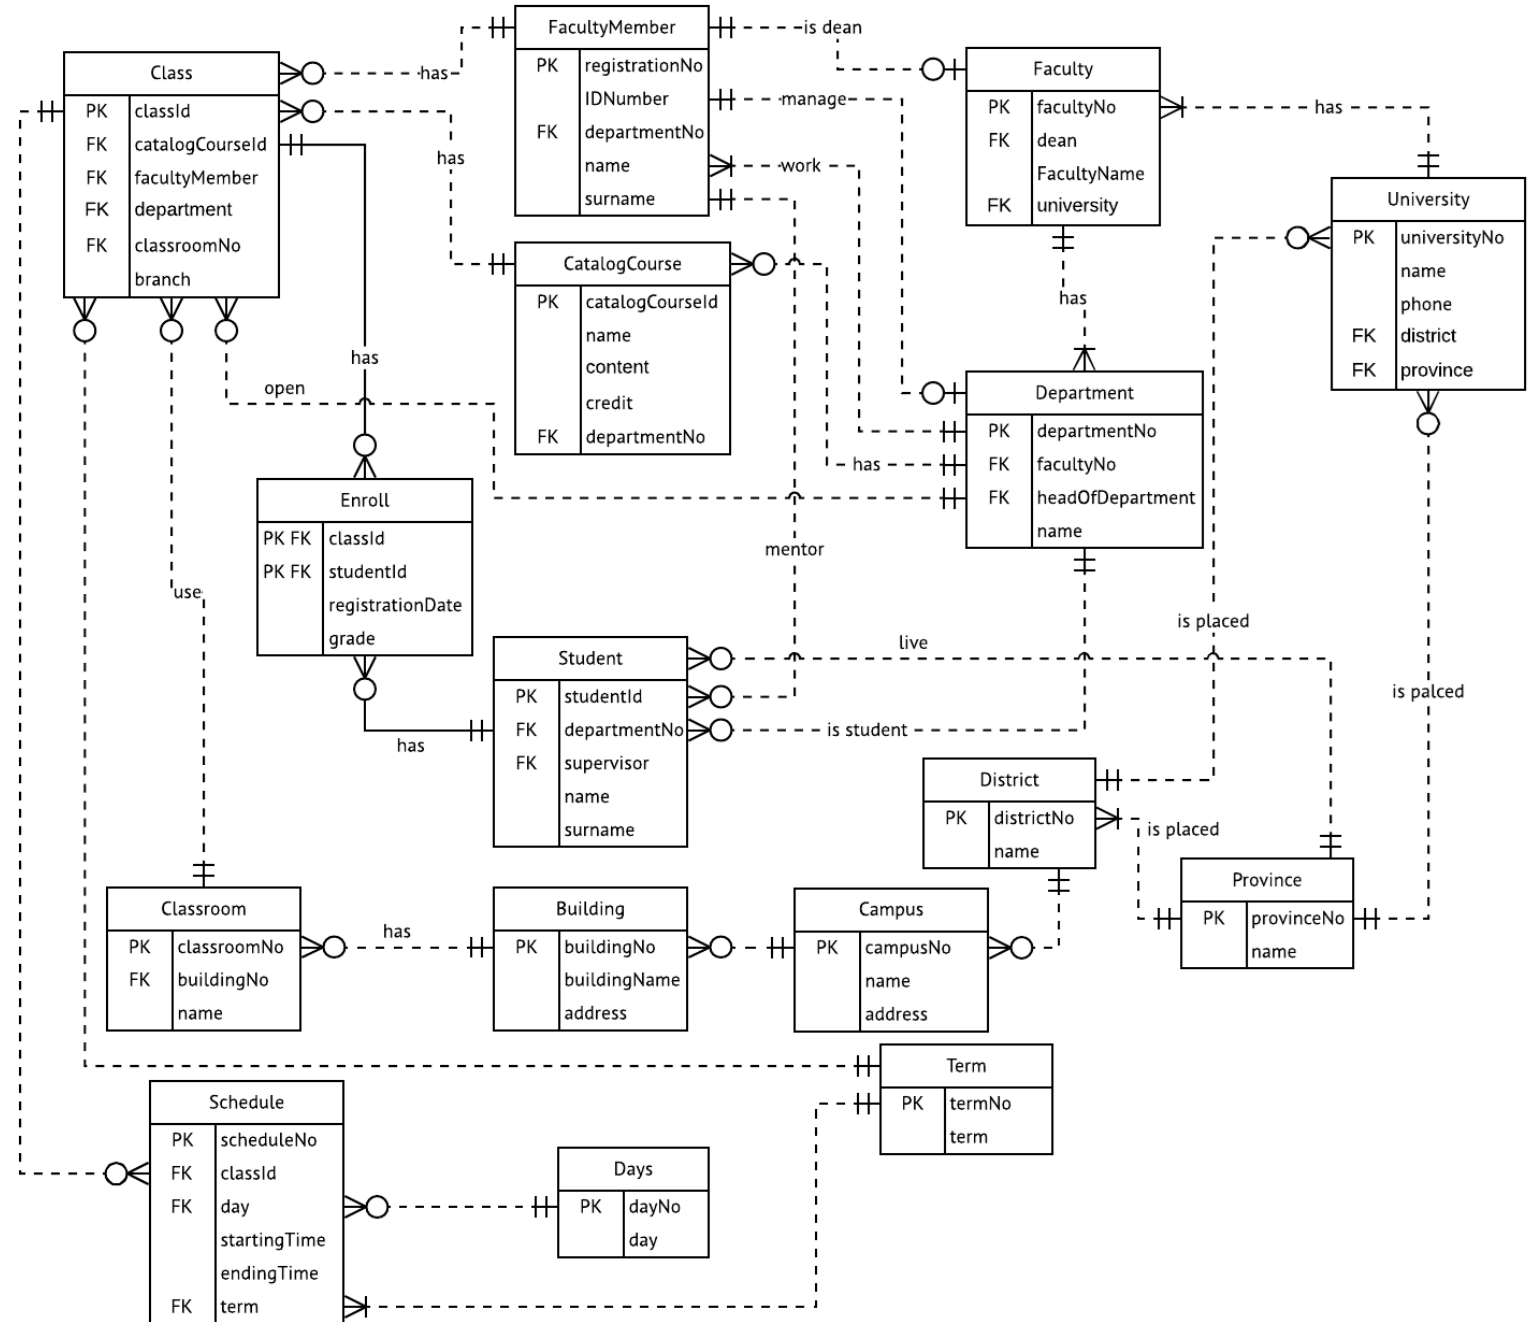 FacultyMember
PK registrationNo
IDNumber
FK departmentNo
name
surname
is dean
manage
work
has
Class
PK classId
FK catalogCourseId
FK facultyMember
FK department
FK classroomNo
branch
has
Faculty
PK facultyNo
FK dean
FacultyName
FK university
has
University
PK universityNo
name
phone
FK district
FK province
CatalogCourse
PK catalogCourseId
name
content
credit
FK departmentNo
has
has
open
has
Department
PK departmentNo
FK facultyNo
FK headOfDepartment
name
Enroll
PK FK classId
PK FK studentId
registrationDate
grade
mentor
use
is placed
live
Student
PK studentId
FK departmentNo
FK supervisor
name
surname
is student
has
is palced
District
PK districtNo
name
is placed
Province
PK provinceNo
name
Classroom
PK classroomNo
FK buildingNo
name
has
Building
PK buildingNo
buildingName
address
Campus
PK campusNo
name
address
Term
PK termNo
term
Schedule
PK scheduleNo
FK classId
FK day
startingTime
endingTime
FK term
Days
PK dayNo
day